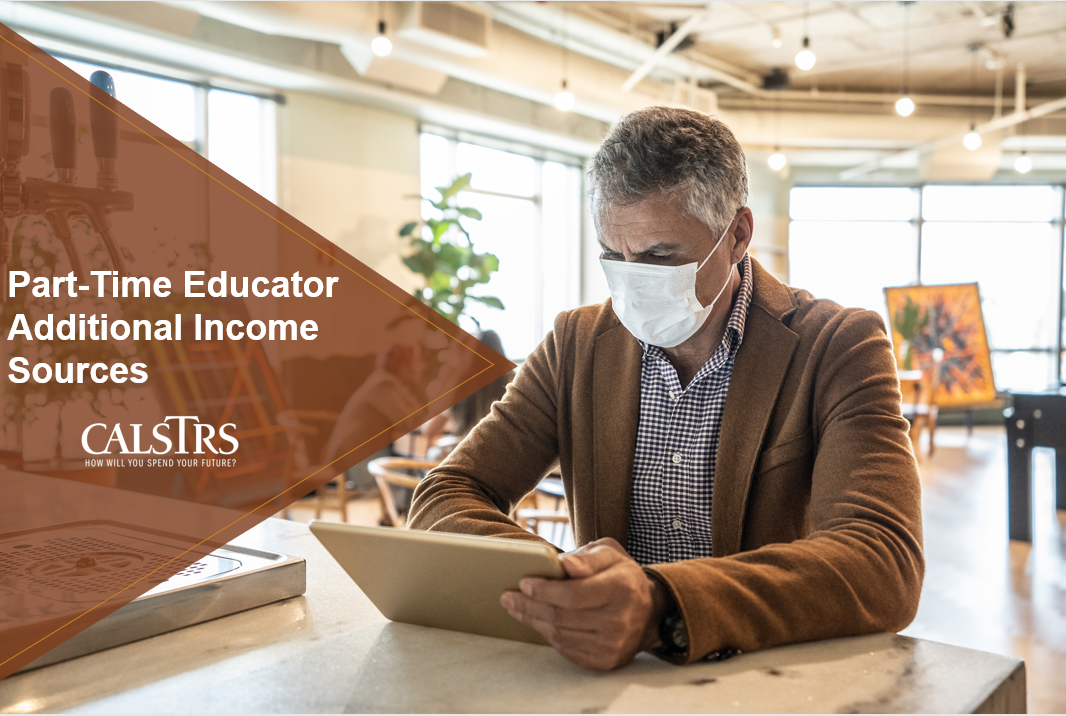 Part-Time Educator
Additional Income
Sources
CALSTRS
HOW WILL YOU SPEND YOUR FUTURE?